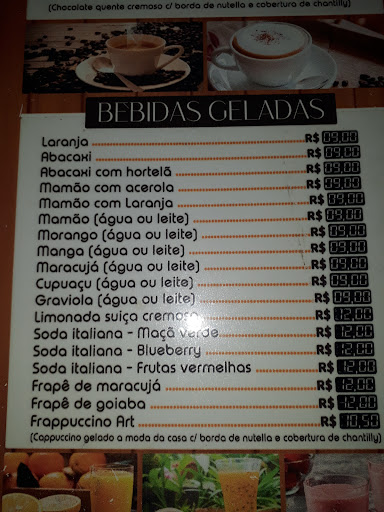 (Chocolate quente cremoso c/ borda de nutella e cobertura de chantilly)
BEBIDAS GELADAS
Laranja R$ 09,00
Abacaxi R$ 09,00
Abacaxi com hortelã R$ 09,00
Mamão com acerola R$ 09,00
Mamão com Laranja R$ 09,00
Mamão (água ou leite) R$ 09,00
Morango (água ou leite) R$ 09,00
Manga (água ou leite) R$ 09,00
Maracujá (água ou leite) R$ 09,00
Cupuaçu (água ou leite) R$ 09,00
Graviola (água ou leite) R$ 09,00
Limonada suiça cremosa R$ 12,00
Soda italiana - Maçã verde R$ 12,00
Soda italiana - Blueberry R$ 12,00
Soda italiana - Frutas vermelhas R$ 12,00
Frapê de maracujá R$ 12,00
Frapê de goiaba R$ 12,00
Frappuccino Art R$ 10,50
(Cappuccino gelado a moda da casa c/ borda de nutella e cobertura de chantilly)